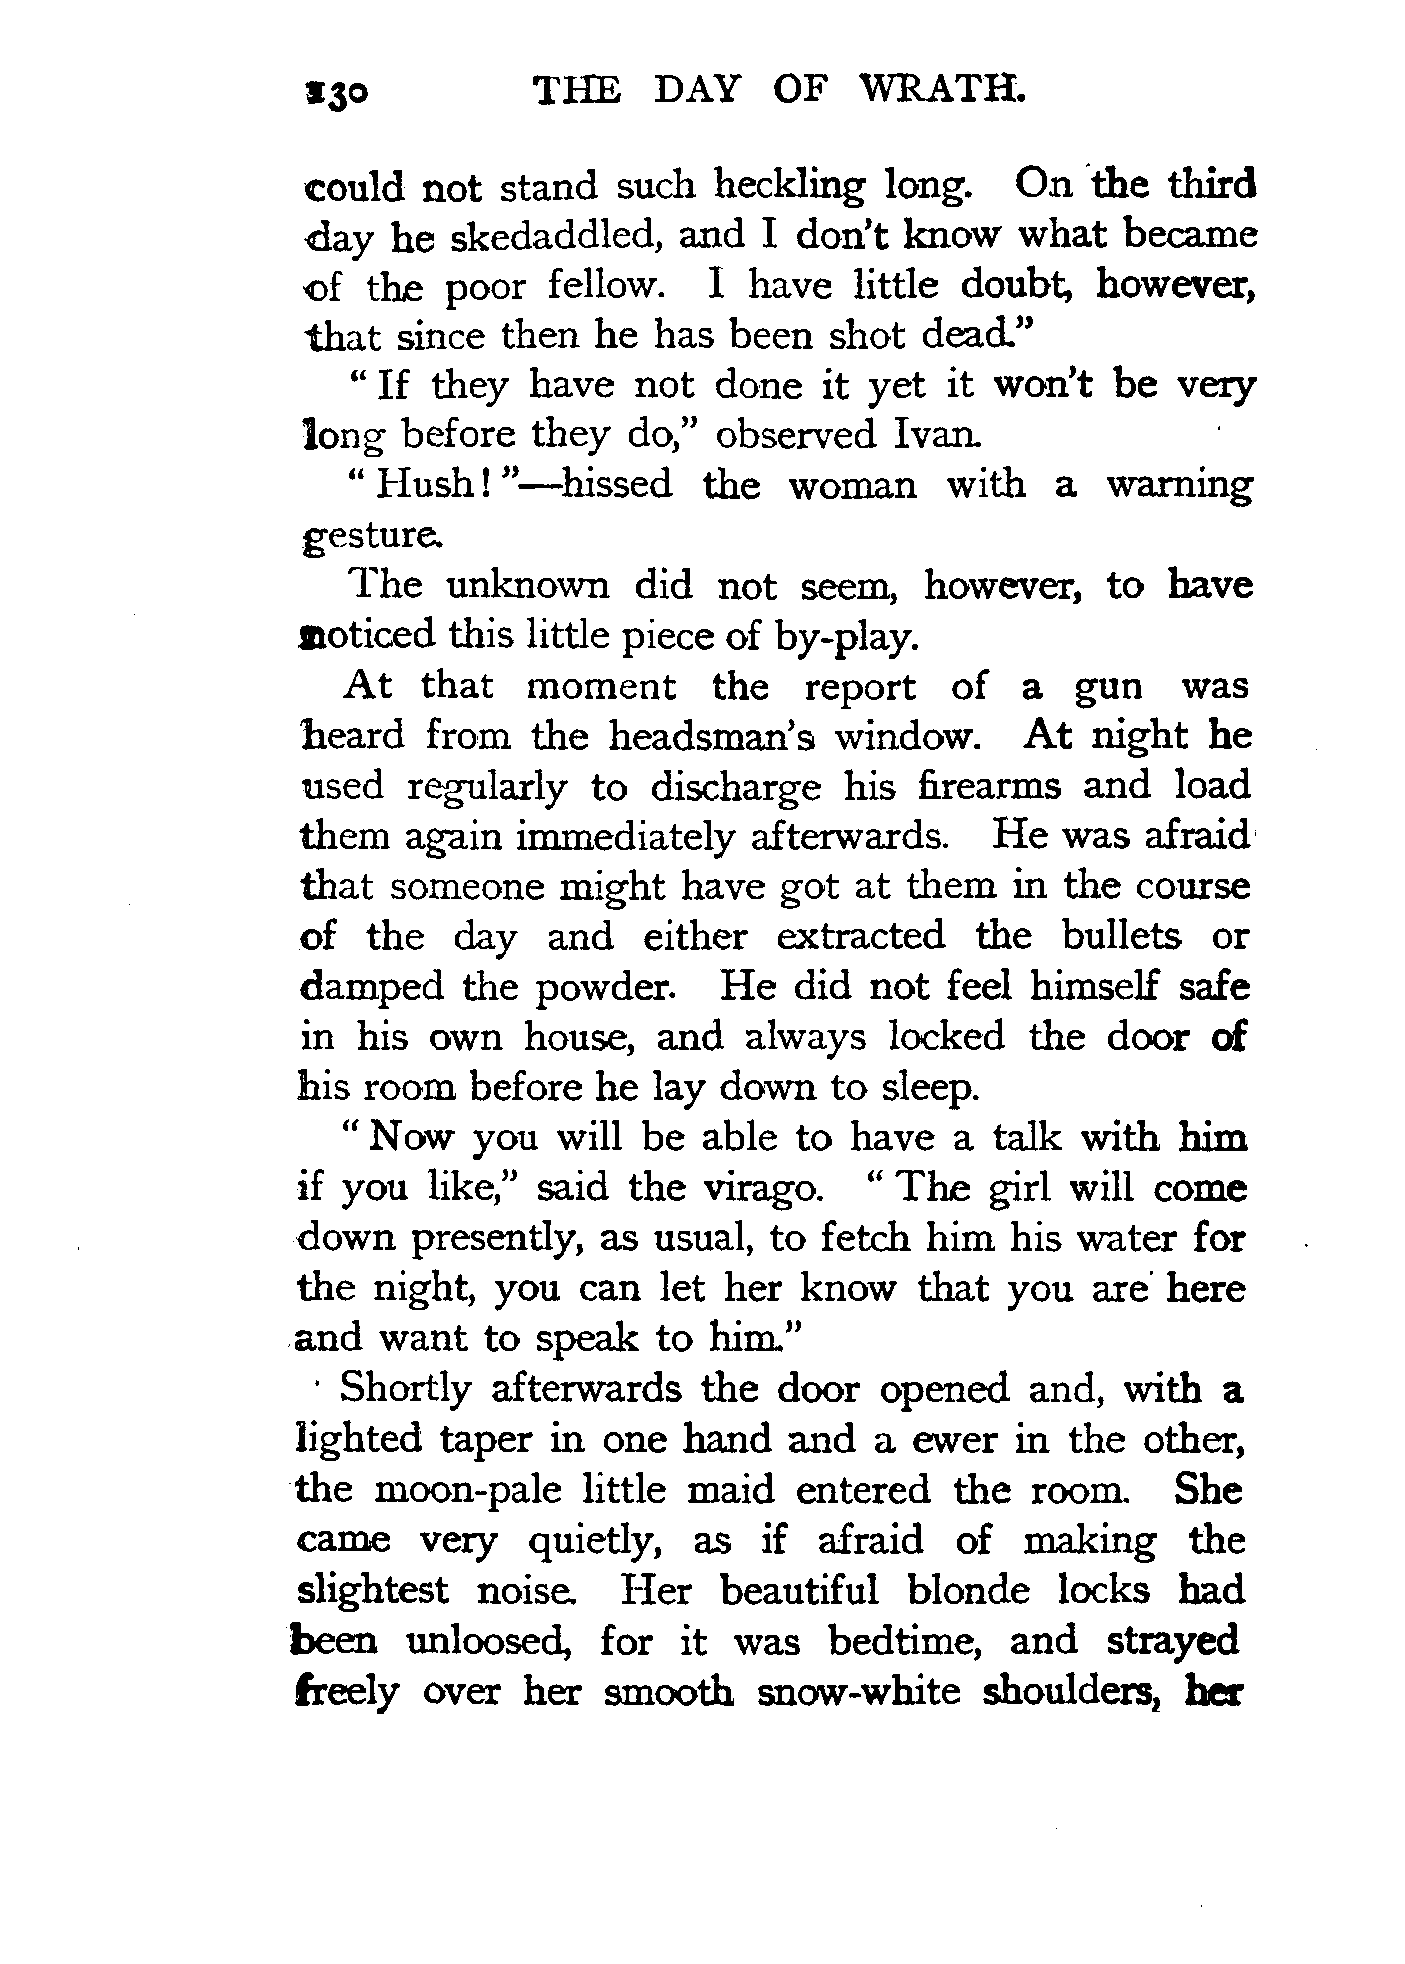 130 THE DAY OF WRATH.
could not stand such heckling long. On the third
day he skedaddled, and I don't know what became
of the poor fellow. I have little doubt, however,
that since then he has been shot dead."
" If they have not done it yet it won't be very
long before they do," observed Ivan.
" Hush! "—hissed the woman with a warning
gesture.
The unknown did not seem, however, to have
noticed this little piece of by-play.
At that moment the report of a gun was
heard from the headsman's window. At night he
used regularly to discharge his firearms and load
them again immediately afterwards. He was afraid
that someone might have got at them in the course
of the day and either extracted the bullets or
damped the powder. He did not feel himself safe
in his own house, and always locked the door of
his room before he lay down to sleep.
" Now you will be able to have a talk with him
if you like," said the virago. " The girl will come
down presently, as usual, to fetch him his water for
the night, you can let her know that you are here
and want to speak to him."
Shortly afterwards the door opened and, with a
lighted taper in one hand and a ewer in the other,
the moon-pale little maid entered the room. She
came very quietly, as if afraid of making the
slightest noise. Her beautiful blonde locks had
been unloosed, for it was bedtime, and strayed
freely over her smooth snow-white shoulders, her